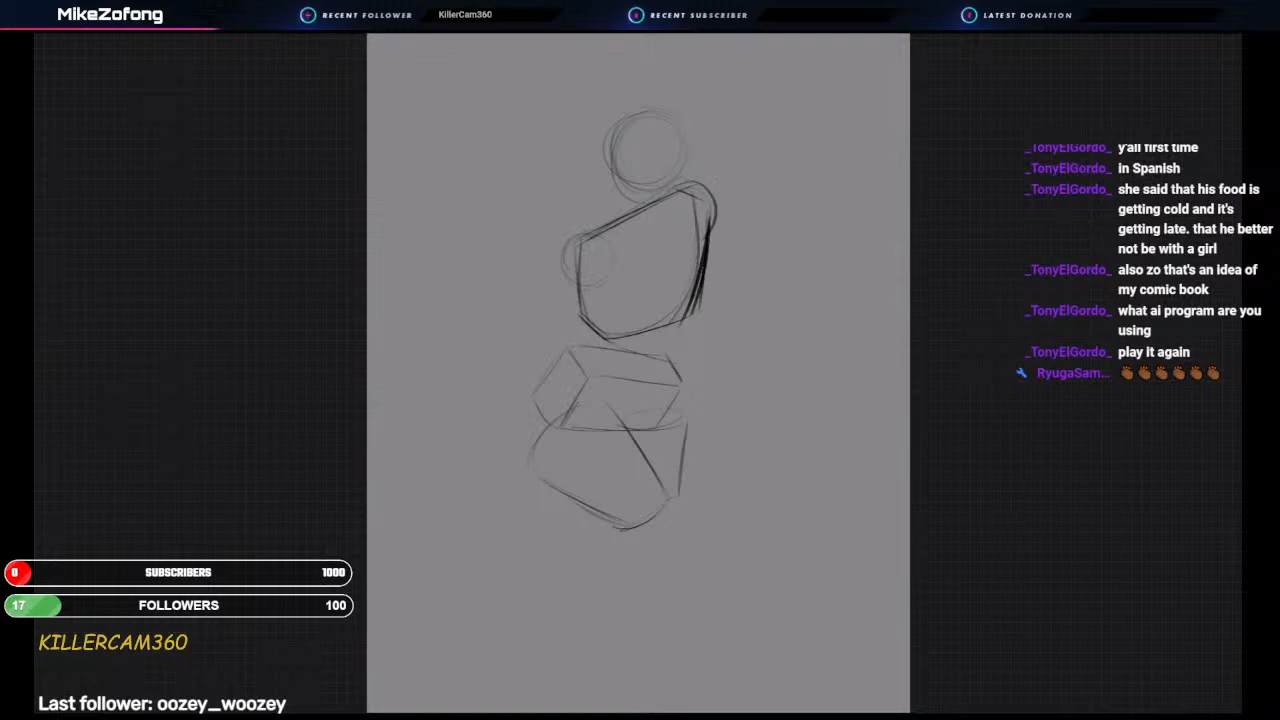 MikeZofong
RECENT FOLLOWER KillerCam360 RECENT SUBSCRIBER LATEST DONATION
_TonyElGordo_ y'all first time
_TonyElGordo_ in Spanish
_TonyElGordo_ she said that his food is
getting cold and it's
getting late. that he better
not be with a girl
_TonyElGordo_ also zo that's an idea of
my comic book
_TonyElGordo_ what ai program are you
using
_TonyElGordo_ play it again
RyugaSam... 👏🏾👏🏾👏🏾👏🏾👏🏾👏🏾
0 SUBSCRIBERS 1000
17 FOLLOWERS 100
KILLERCAM360
Last follower: oozey_woozey